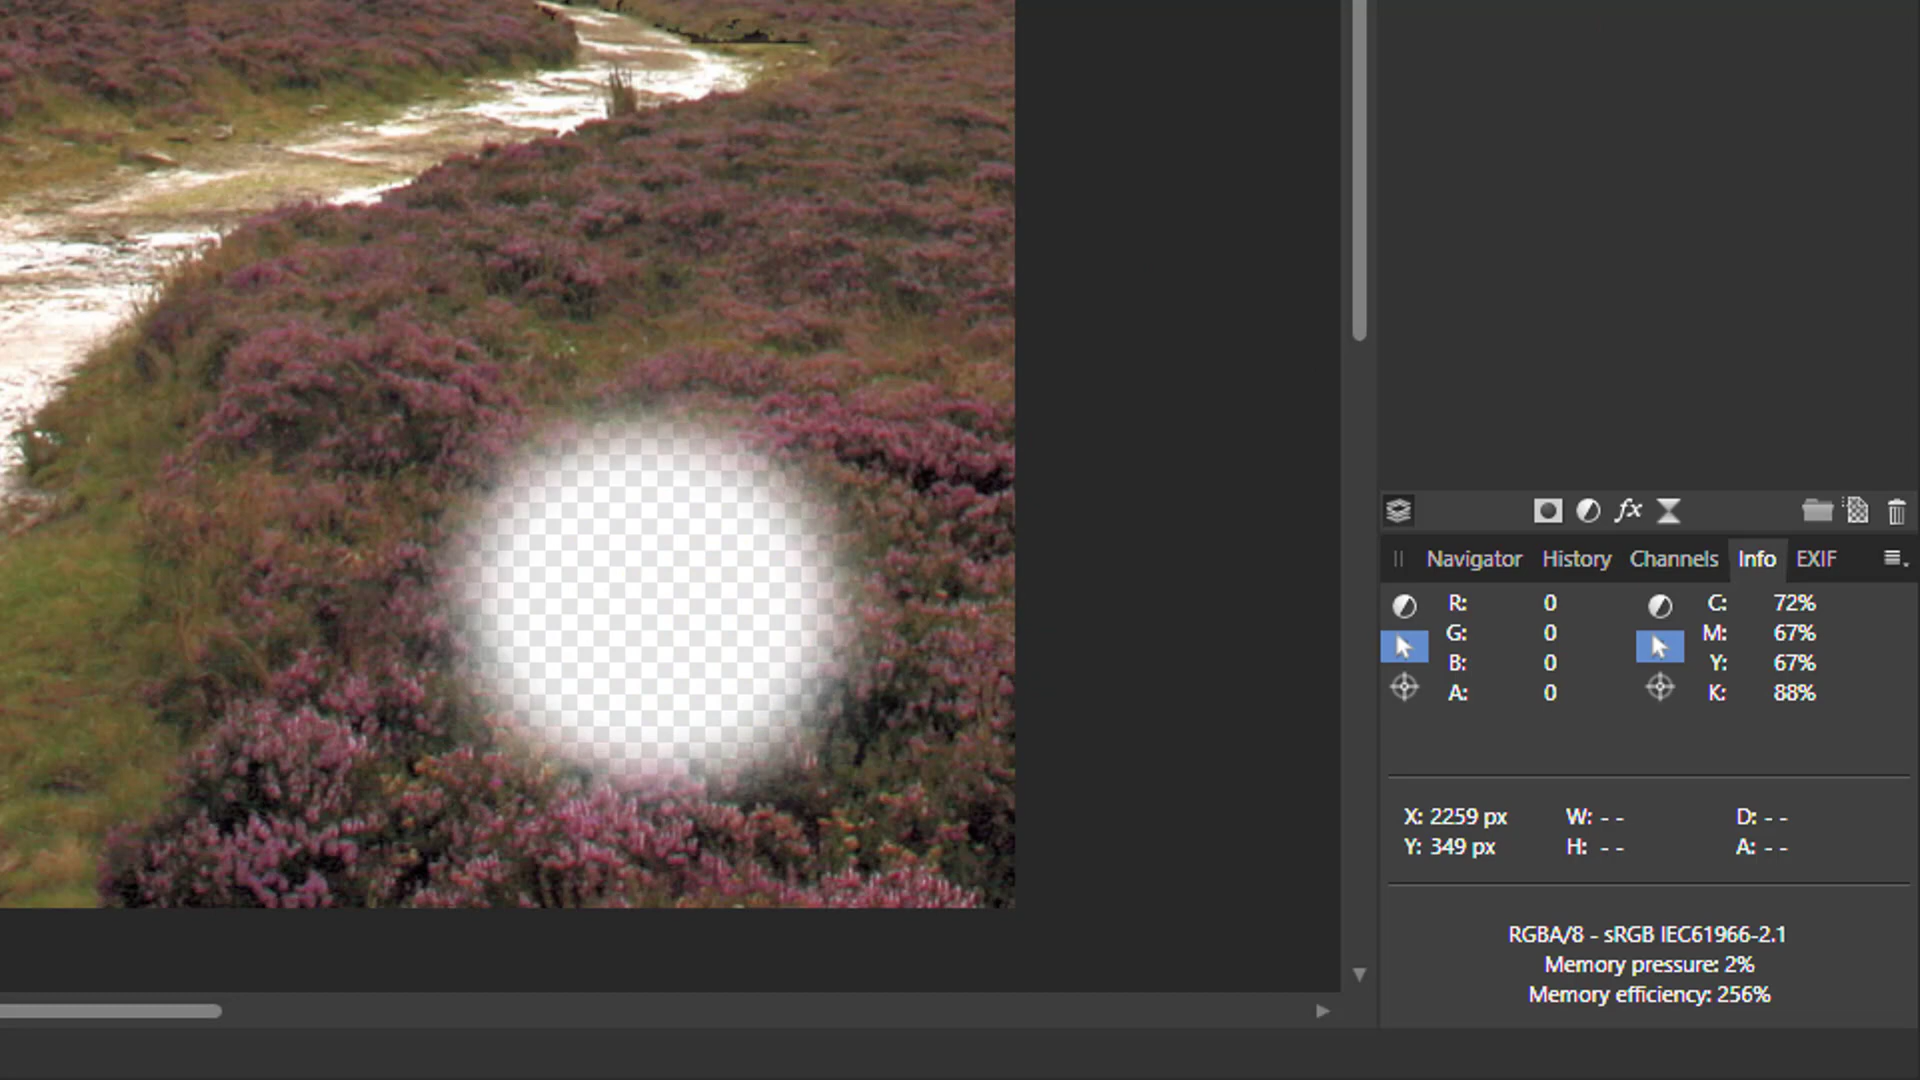 fx
Navigator History Channels Info EXIF
R: 0 C: 72%
G: 0 M: 67%
B: 0 Y: 67%
A: 0 K: 88%
X: 2259 px W: - - D: - -
Y: 349 px H: - - A: - -
RGBA/8 - sRGB IEC61966-2.1
Memory pressure: 2%
Memory efficiency: 256%